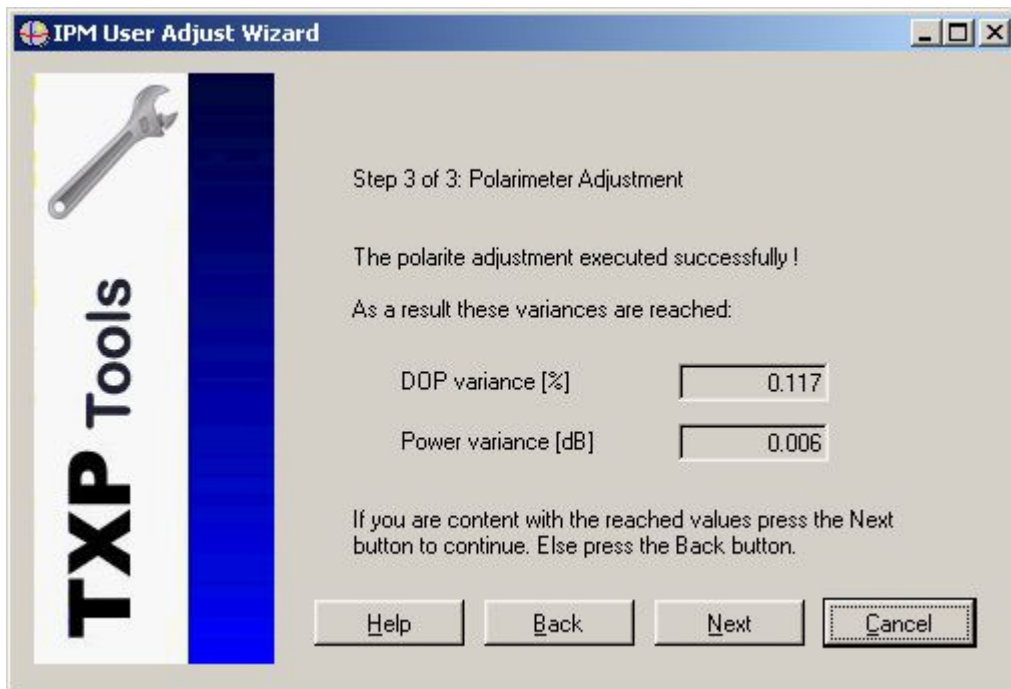 IPM User Adjust Wizard
TXP Tools
Step 3 of 3: Polarimeter Adjustment
The polarite adjustment executed successfully !
As a result these variances are reached:
DOP variance [%] 0.117
Power variance [dB] 0.006
If you are content with the reached values press the Next
button to continue. Else press the Back button.
Help Back Next Cancel